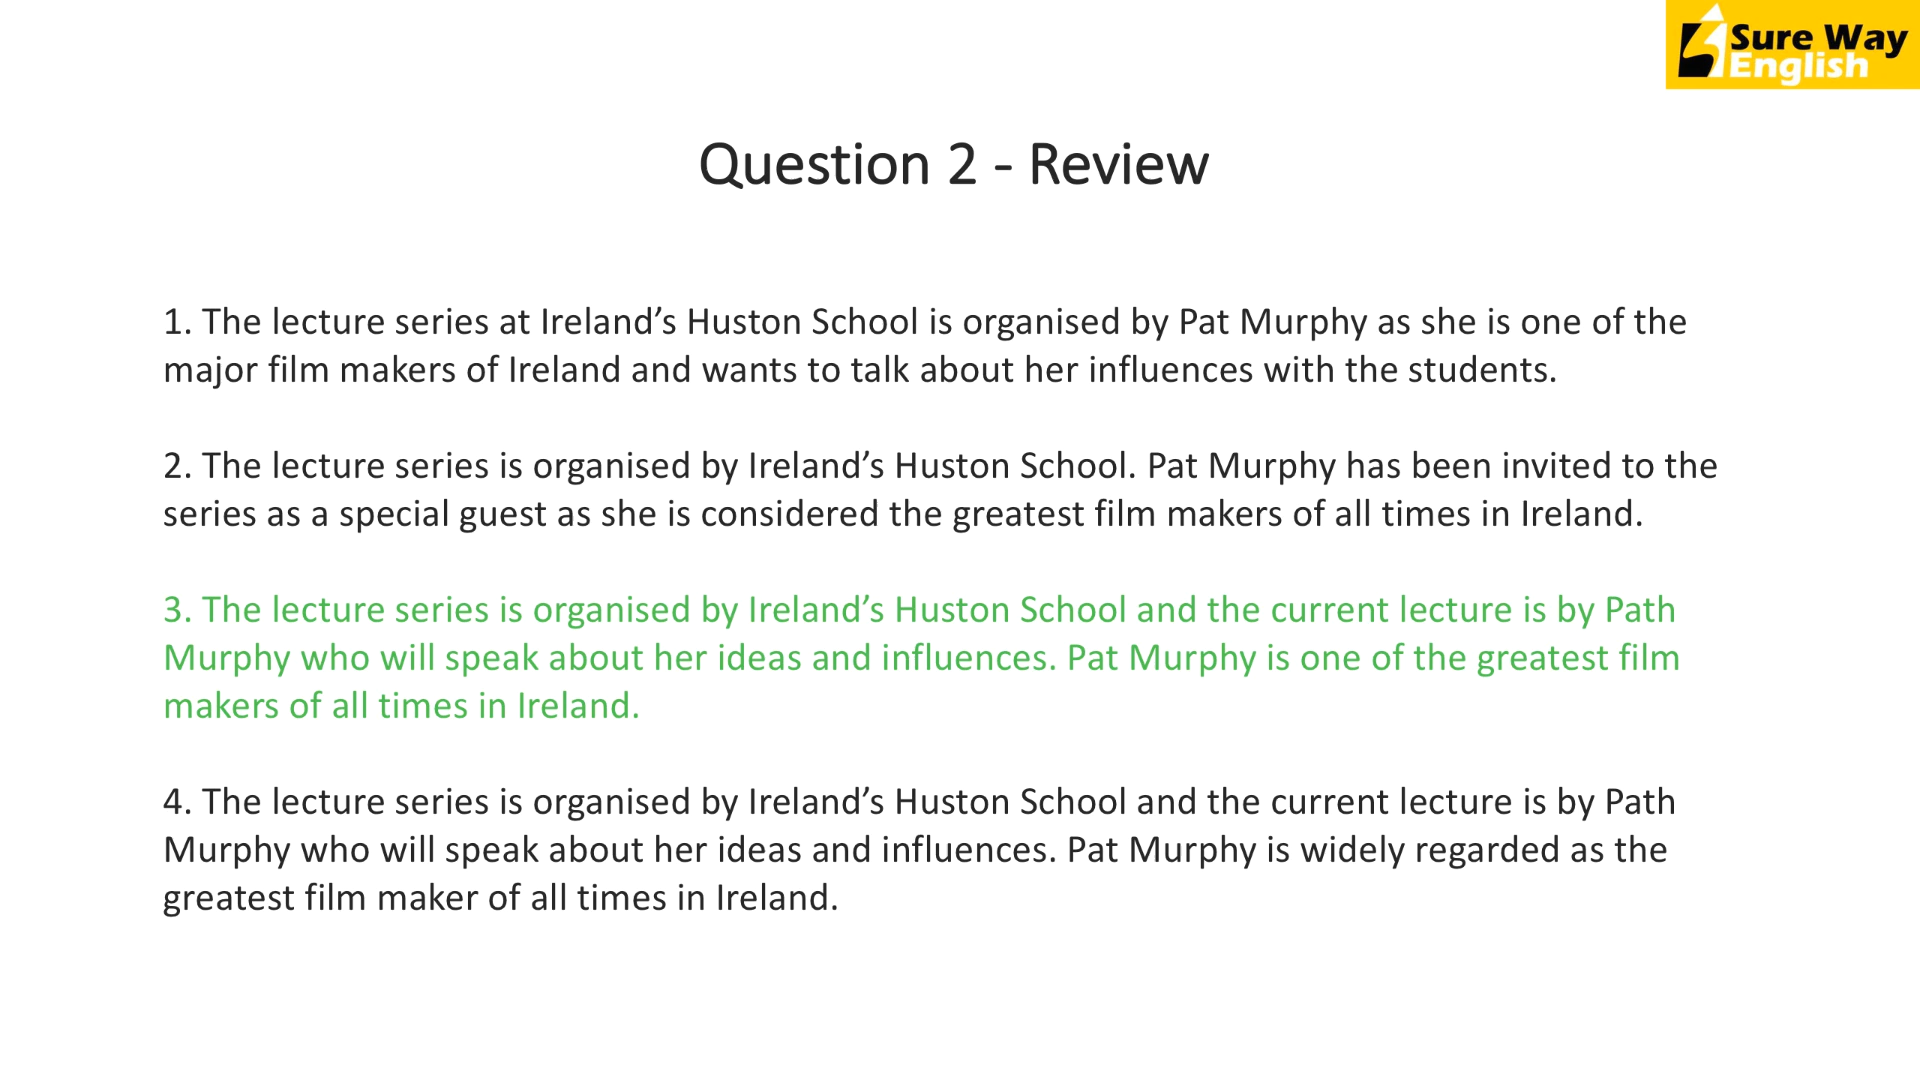 Sure Way
English
Question 2 - Review
1. The lecture series at Ireland’s Huston School is organised by Pat Murphy as she is one of the
major film makers of Ireland and wants to talk about her influences with the students.
2. The lecture series is organised by Ireland’s Huston School. Pat Murphy has been invited to the
series as a special guest as she is considered the greatest film makers of all times in Ireland.
3. The lecture series is organised by Ireland’s Huston School and the current lecture is by Path
Murphy who will speak about her ideas and influences. Pat Murphy is one of the greatest film
makers of all times in Ireland.
4. The lecture series is organised by Ireland’s Huston School and the current lecture is by Path
Murphy who will speak about her ideas and influences. Pat Murphy is widely regarded as the
greatest film maker of all times in Ireland.